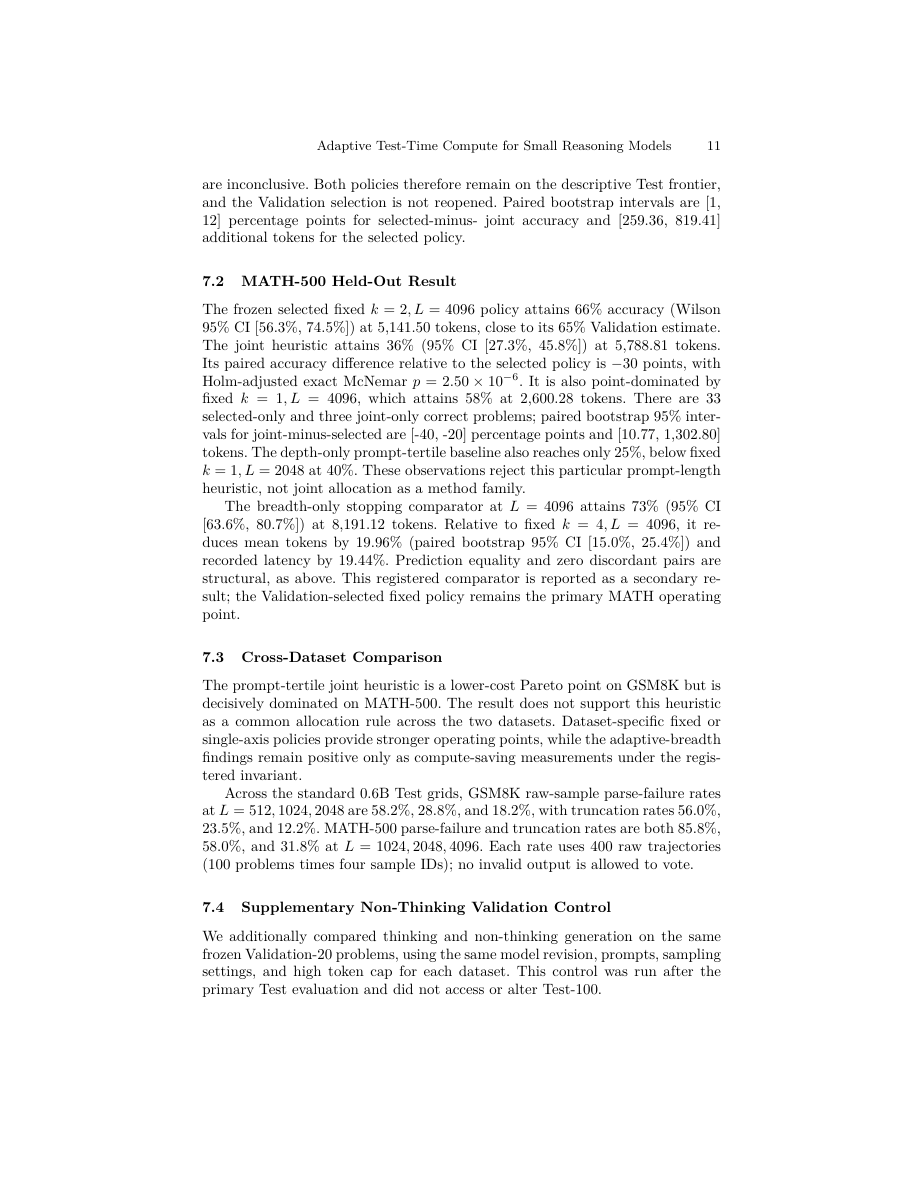 Adaptive Test-Time Compute for Small Reasoning Models 11
are inconclusive. Both policies therefore remain on the descriptive Test frontier,
and the Validation selection is not reopened. Paired bootstrap intervals are [1,
12] percentage points for selected-minus- joint accuracy and [259.36, 819.41]
additional tokens for the selected policy.
7.2 MATH-500 Held-Out Result
The frozen selected fixed k = 2, L = 4096 policy attains 66% accuracy (Wilson
95% CI [56.3%, 74.5%]) at 5,141.50 tokens, close to its 65% Validation estimate.
The joint heuristic attains 36% (95% CI [27.3%, 45.8%]) at 5,788.81 tokens.
Its paired accuracy difference relative to the selected policy is −30 points, with
Holm-adjusted exact McNemar p = 2.50 × 10⁻⁶. It is also point-dominated by
fixed k = 1, L = 4096, which attains 58% at 2,600.28 tokens. There are 33
selected-only and three joint-only correct problems; paired bootstrap 95% inter-
vals for joint-minus-selected are [-40, -20] percentage points and [10.77, 1,302.80]
tokens. The depth-only prompt-tertile baseline also reaches only 25%, below fixed
k = 1, L = 2048 at 40%. These observations reject this particular prompt-length
heuristic, not joint allocation as a method family.
The breadth-only stopping comparator at L = 4096 attains 73% (95% CI
[63.6%, 80.7%]) at 8,191.12 tokens. Relative to fixed k = 4, L = 4096, it re-
duces mean tokens by 19.96% (paired bootstrap 95% CI [15.0%, 25.4%]) and
recorded latency by 19.44%. Prediction equality and zero discordant pairs are
structural, as above. This registered comparator is reported as a secondary re-
sult; the Validation-selected fixed policy remains the primary MATH operating
point.
7.3 Cross-Dataset Comparison
The prompt-tertile joint heuristic is a lower-cost Pareto point on GSM8K but is
decisively dominated on MATH-500. The result does not support this heuristic
as a common allocation rule across the two datasets. Dataset-specific fixed or
single-axis policies provide stronger operating points, while the adaptive-breadth
findings remain positive only as compute-saving measurements under the regis-
tered invariant.
Across the standard 0.6B Test grids, GSM8K raw-sample parse-failure rates
at L = 512, 1024, 2048 are 58.2%, 28.8%, and 18.2%, with truncation rates 56.0%,
23.5%, and 12.2%. MATH-500 parse-failure and truncation rates are both 85.8%,
58.0%, and 31.8% at L = 1024, 2048, 4096. Each rate uses 400 raw trajectories
(100 problems times four sample IDs); no invalid output is allowed to vote.
7.4 Supplementary Non-Thinking Validation Control
We additionally compared thinking and non-thinking generation on the same
frozen Validation-20 problems, using the same model revision, prompts, sampling
settings, and high token cap for each dataset. This control was run after the
primary Test evaluation and did not access or alter Test-100.